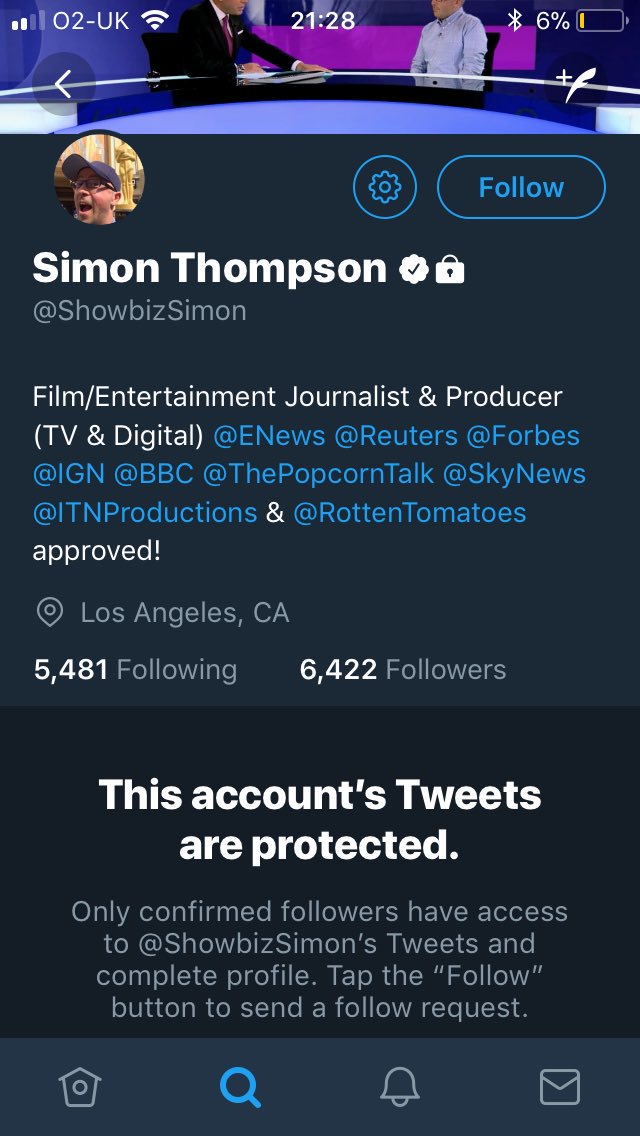 O2-UK 21:28 6%
Follow
Simon Thompson
@ShowbizSimon
Film/Entertainment Journalist & Producer
(TV & Digital) @ENews @Reuters @Forbes
@IGN @BBC @ThePopcornTalk @SkyNews
@ITNProductions & @RottenTomatoes
approved!
Los Angeles, CA
5,481 Following 6,422 Followers
This account’s Tweets
are protected.
Only confirmed followers have access
to @ShowbizSimon’s Tweets and
complete profile. Tap the “Follow”
button to send a follow request.